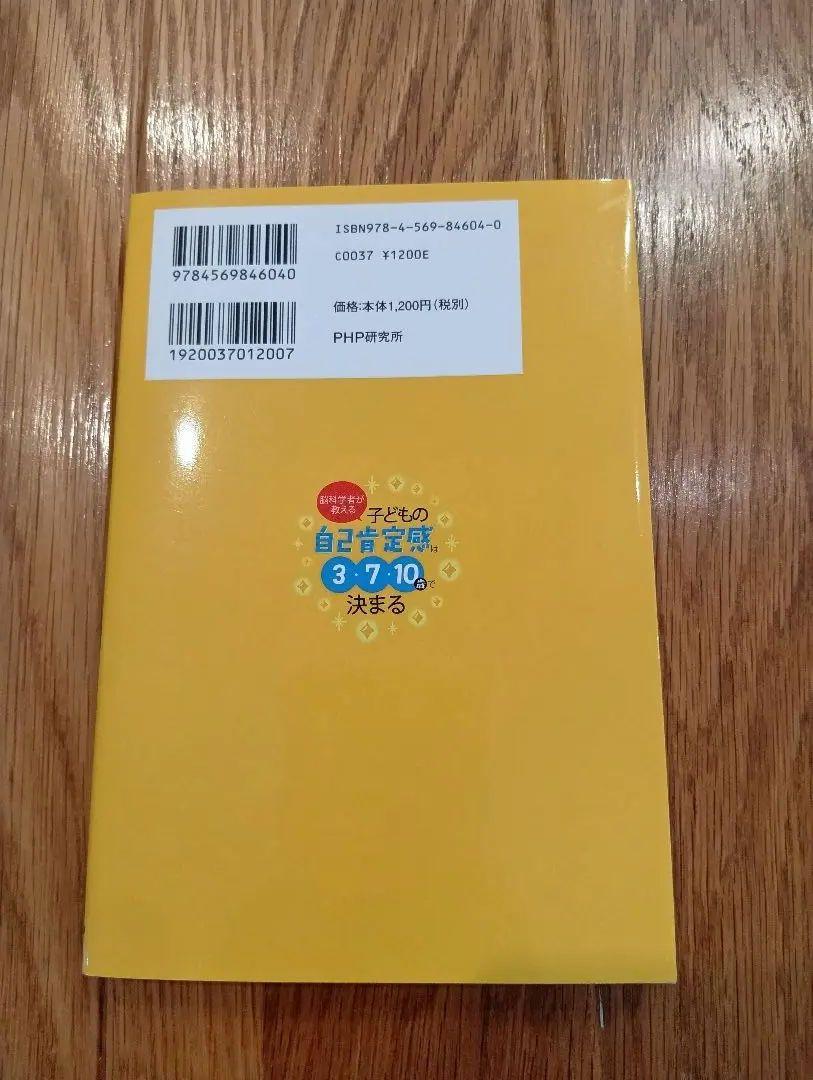 ISBN978-4-569-84604-0
9784569846040
C0037 ¥1200E
価格:本体1,200円(税別)
1920037012007
PHP研究所
脳科学者が
教える
子どもの
自己肯定感は
3・7・10歳で
決まる